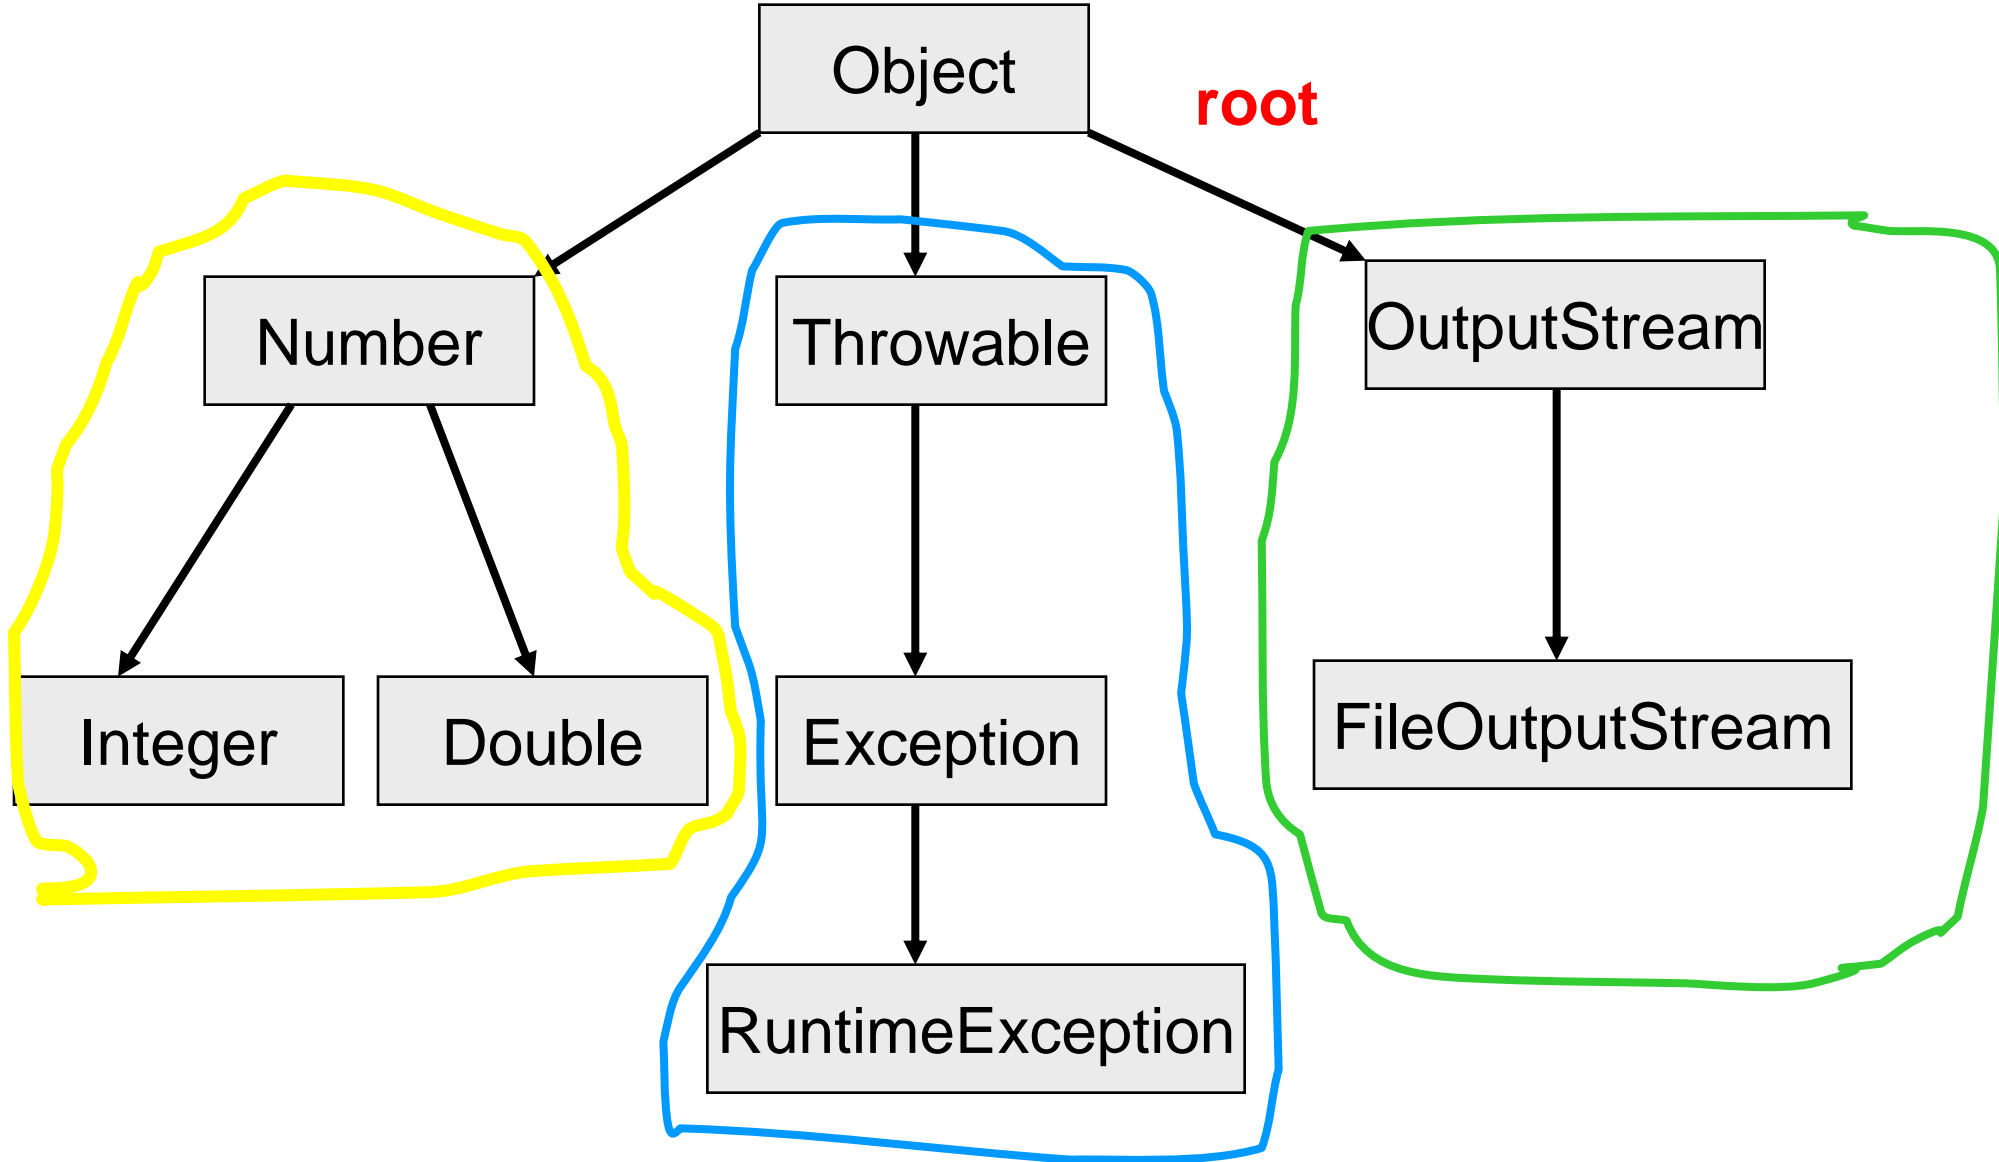 Object
root
Number
Throwable
OutputStream
Integer
Double
Exception
FileOutputStream
RuntimeException